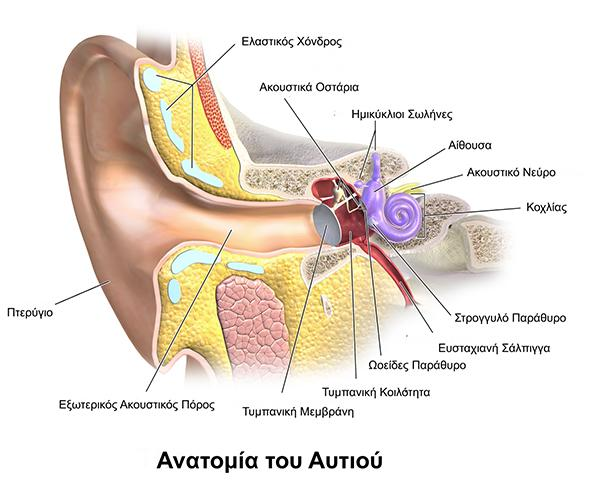 Ελαστικός Χόνδρος
Ακουστικά Οστάρια
Ημικύκλιοι Σωλήνες
Αίθουσα
Ακουστικό Νεύρο
Κοχλίας
Πτερύγιο
Στρογγυλό Παράθυρο
Ευσταχιανή Σάλπιγγα
Ωοειδες Παράθυρο
Τυμπανική Κοιλότητα
Εξωτερικός Ακουστικός Πόρος
Τυμπανική Μεμβράνη
Ανατομία του Αυτιού